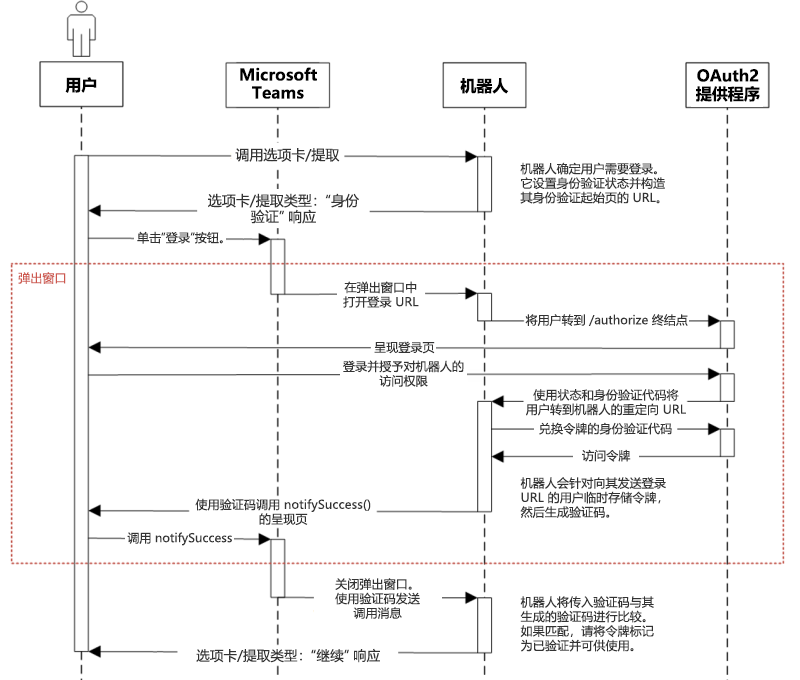 用户
Microsoft
Teams
机器人
OAuth2
提供程序
调用选项卡/提取
机器人确定用户需要登录。
它设置身份验证状态并构造
其身份验证起始页的 URL。
选项卡/提取类型：“身份
验证” 响应
单击“登录”按钮。
弹出窗口
在弹出窗口中
打开登录 URL
将用户转到 /authorize 终结点
呈现登录页
登录并授予对机器人的
访问权限
使用状态和身份验证代码将
用户转到机器人的重定向 URL
兑换令牌的身份验证代码
访问令牌
机器人会针对向其发送登录
URL 的用户临时存储令牌，
然后生成验证码。
使用验证码调用 notifySuccess()
的呈现页
调用 notifySuccess
关闭弹出窗口。
使用验证码发送
调用消息
机器人将传入验证码与其
生成的验证码进行比较。
如果匹配，请将令牌标记
为已验证并可供使用。
选项卡/提取类型：“继续” 响应